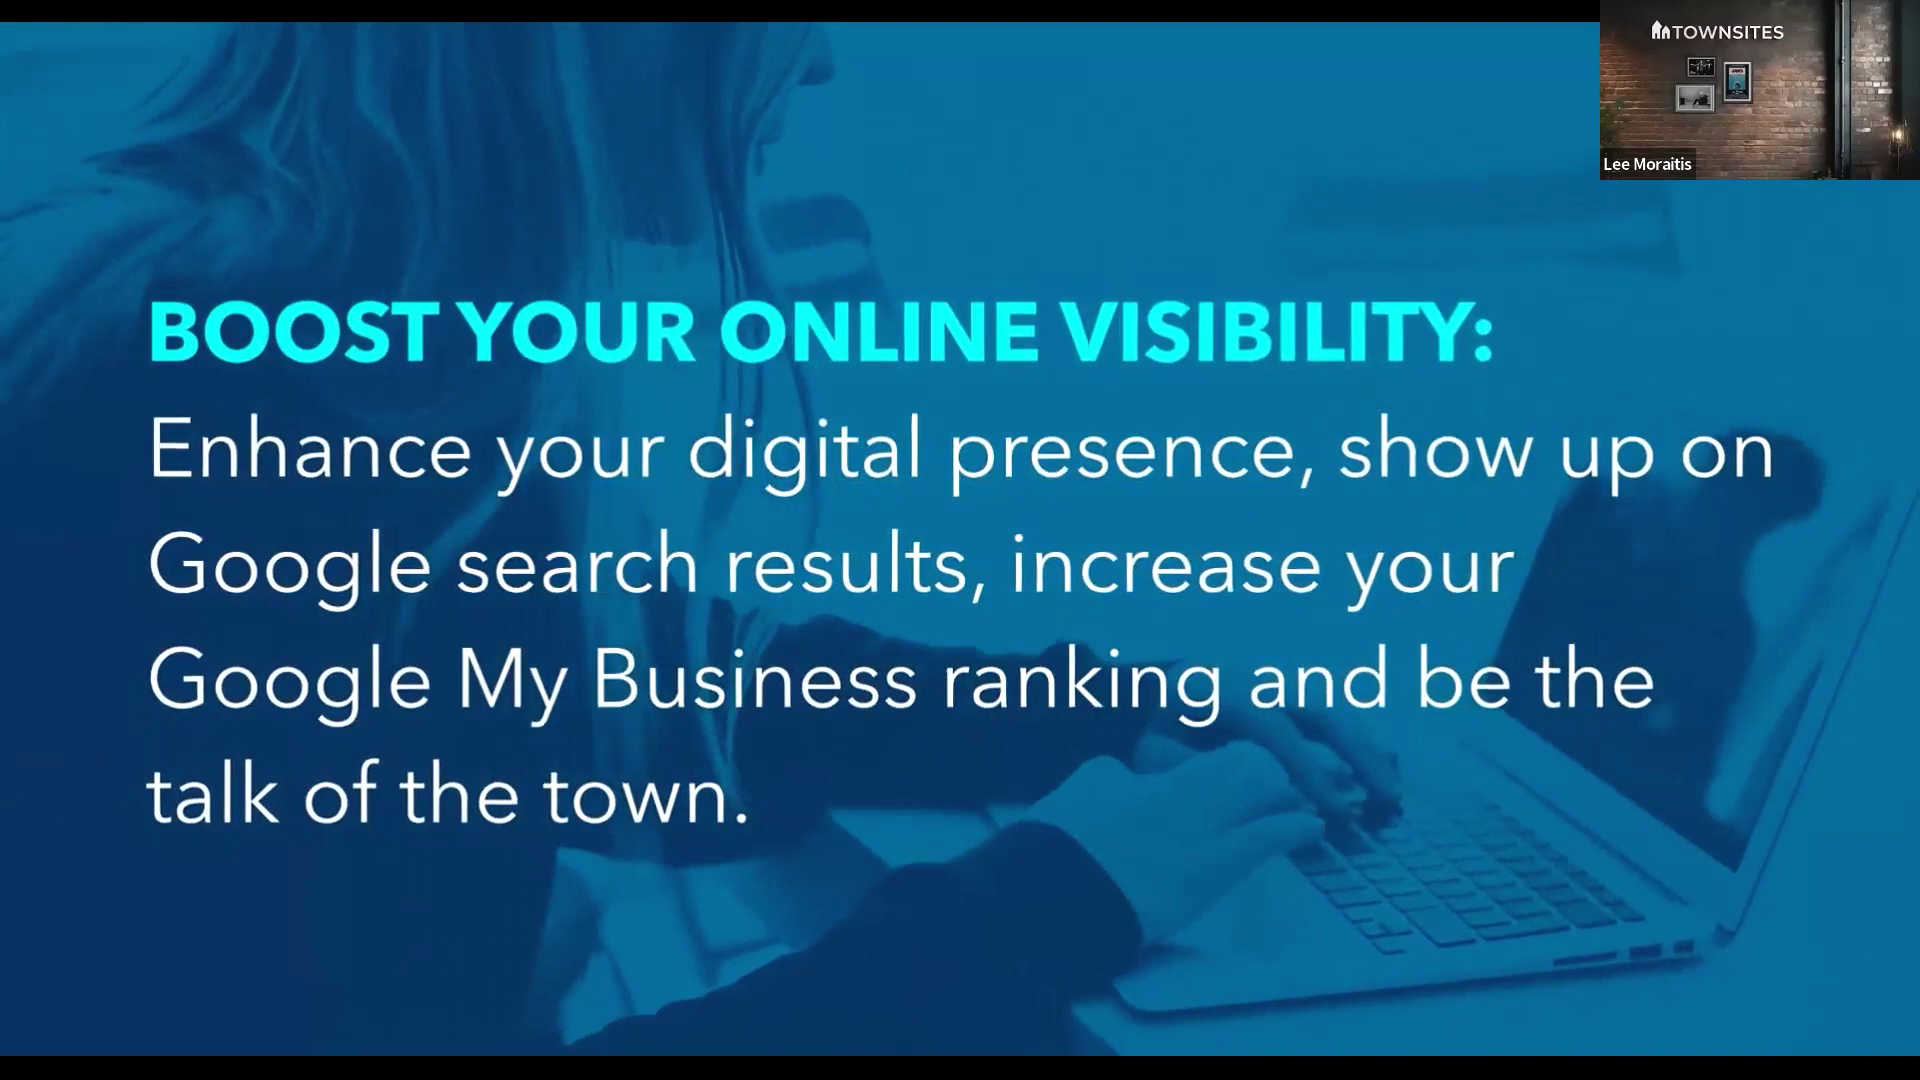 TOWNSITES
Lee Moraitis
BOOST YOUR ONLINE VISIBILITY:
Enhance your digital presence, show up on
Google search results, increase your
Google My Business ranking and be the
talk of the town.